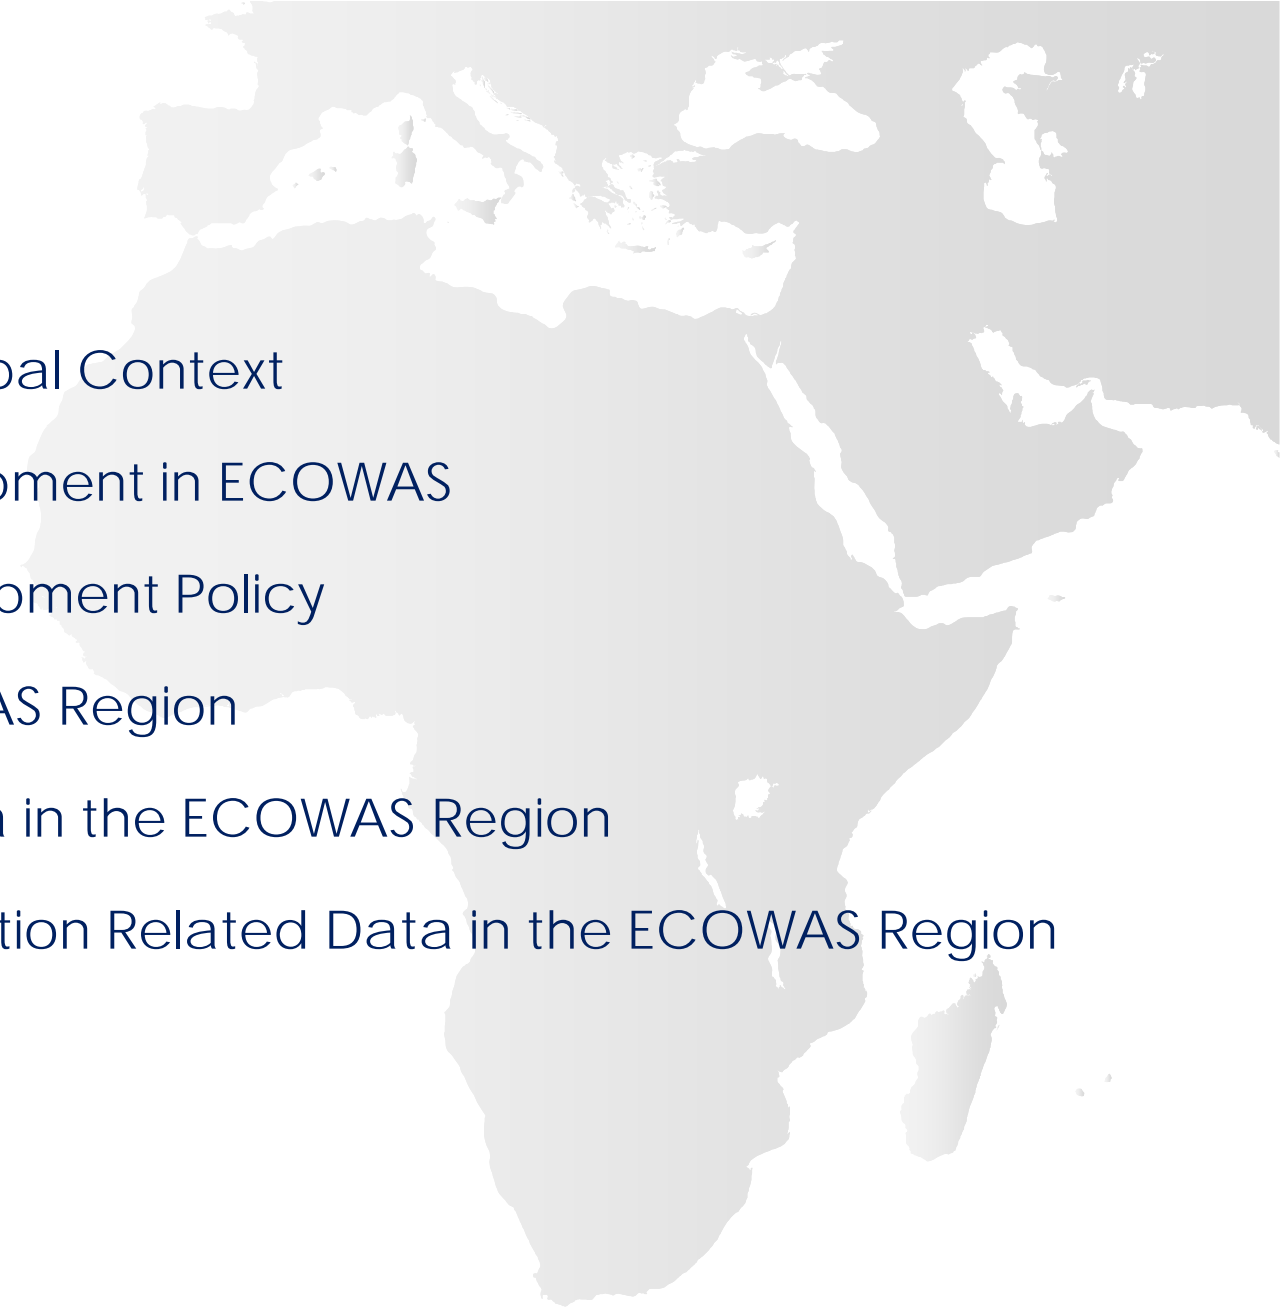 bal Context
pment in ECOWAS
pment Policy
AS Region
a in the ECOWAS Region
tion Related Data in the ECOWAS Region